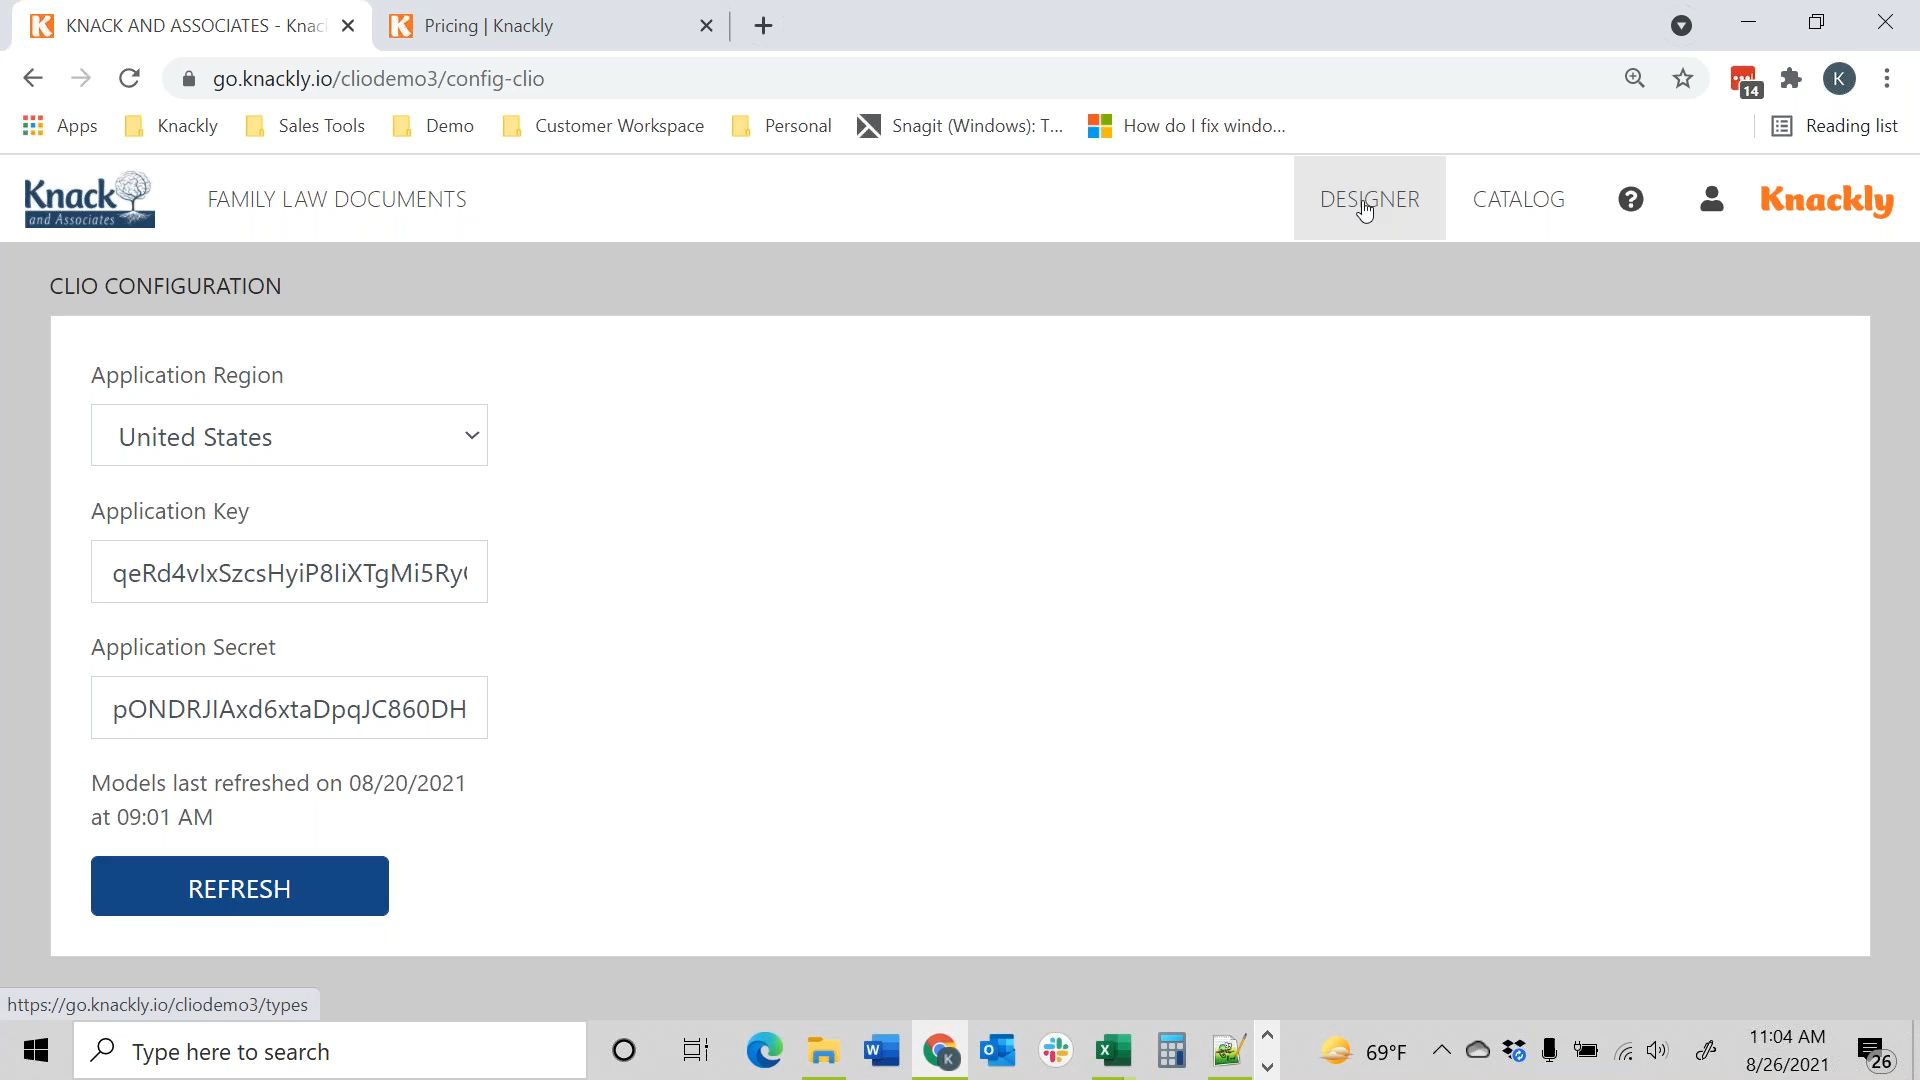 KNACK AND ASSOCIATES - Knac
Pricing | Knackly
go.knackly.io/cliodemo3/config-clio
14
K
Apps
Knackly
Sales Tools
Demo
Customer Workspace
Personal
Snagit (Windows): T...
How do I fix windo...
Reading list
Knack
and Associates
FAMILY LAW DOCUMENTS
DESIGNER
CATALOG
Knackly
CLIO CONFIGURATION
Application Region
United States
Application Key
qeRd4vIxSzcsHyiP8IiXTgMi5Ry
Application Secret
pONDRJIAxd6xtaDpqJC860DH
Models last refreshed on 08/20/2021
at 09:01 AM
REFRESH
https://go.knackly.io/cliodemo3/types
Type here to search
69°F
11:04 AM
8/26/2021
26